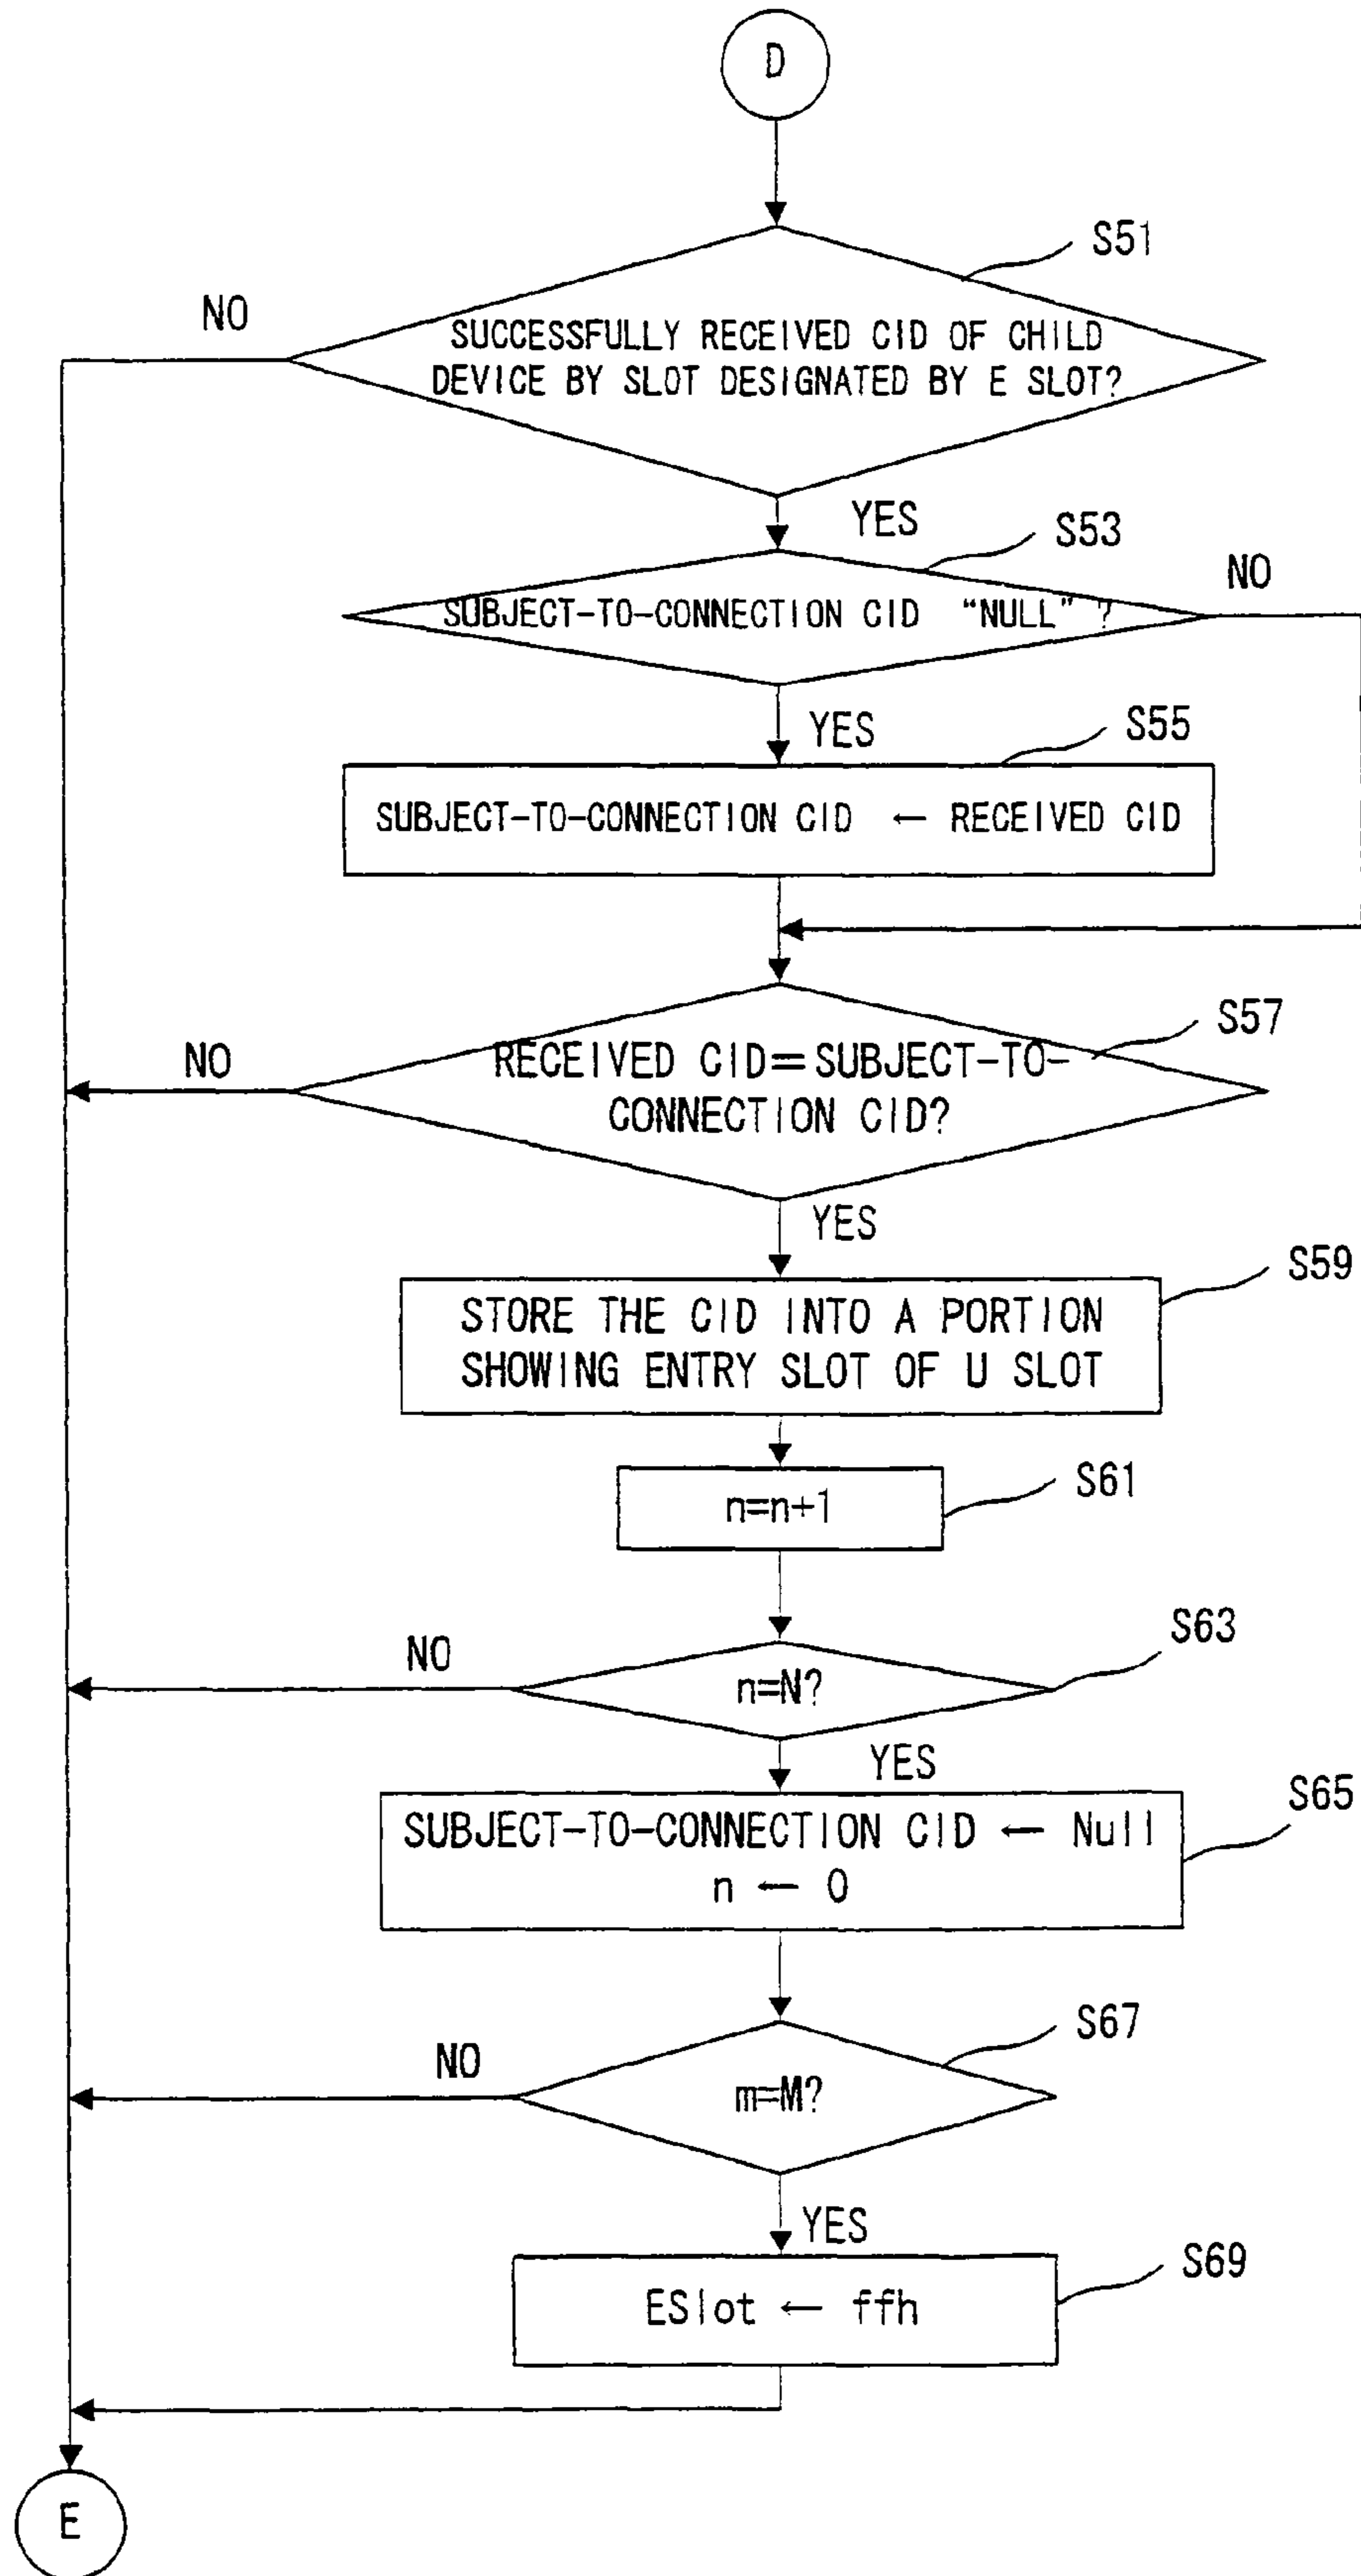 D
S51
NO
SUCCESSFULLY RECEIVED CID OF CHILD
DEVICE BY SLOT DESIGNATED BY E SLOT?
YES
S53
NO
SUBJECT-TO-CONNECTION CID “NULL” ?
YES
S55
SUBJECT-TO-CONNECTION CID ← RECEIVED CID
S57
NO
RECEIVED CID=SUBJECT-TO-
CONNECTION CID?
YES
S59
STORE THE CID INTO A PORTION
SHOWING ENTRY SLOT OF U SLOT
S61
n=n+1
S63
NO
n=N?
YES
S65
SUBJECT-TO-CONNECTION CID ← Null
n ← 0
S67
NO
m=M?
YES
S69
ESlot ← ffh
E